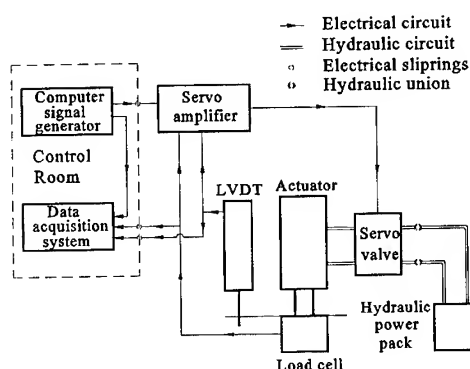 Electrical circuit
Hydraulic circuit
Electrical sliprings
Hydraulic union
Computer
signal
generator
Servo
amplifier
Control
Room
Data
acquisition
system
LVDT
Actuator
Servo
valve
Hydraulic
power
pack
Load cell